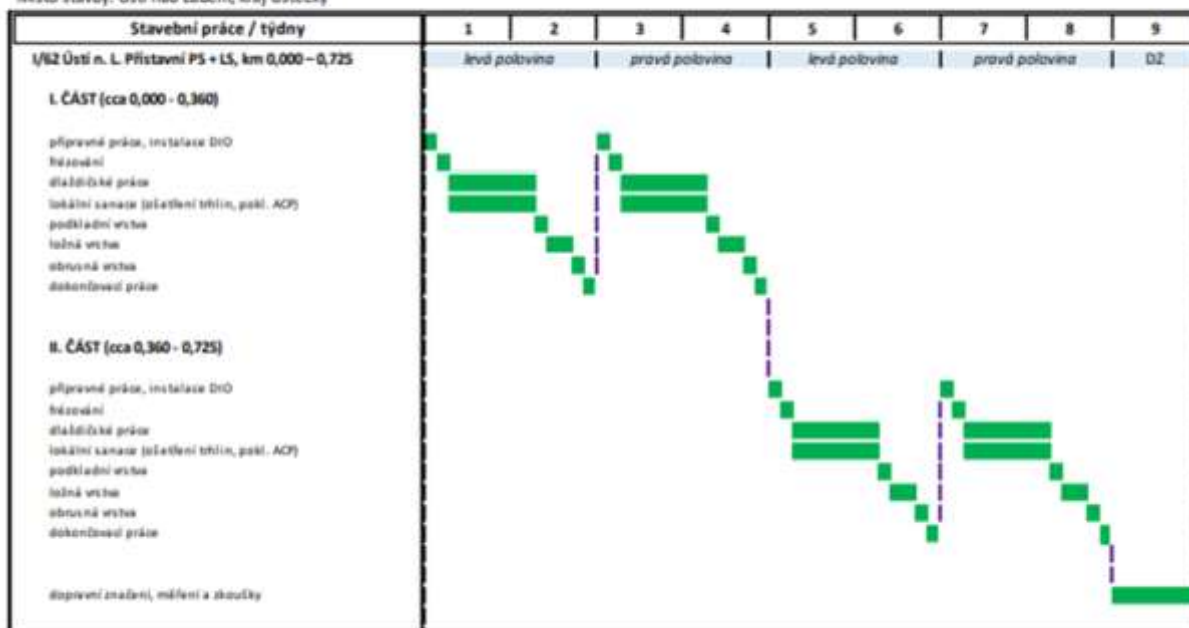 Stavební práce / týdny 1 2 3 4 5 6 7 8 9
I/62 Ústí n. L. Přístavní PS + LS, km 0,000 – 0,725 levá polovina pravá polovina levá polovina pravá polovina DZ
I. ČÁST (cca 0,000 - 0,360)
přípravné práce, instalace DIO
frézování
dlaždičské práce
lokální sanace (ošetření trhlin, pokl. ACP)
podkladní vrstva
ložná vrstva
obrusná vrstva
dokončovací práce
II. ČÁST (cca 0,360 - 0,725)
přípravné práce, instalace DIO
frézování
dlaždičské práce
lokální sanace (ošetření trhlin, pokl. ACP)
podkladní vrstva
ložná vrstva
obrusná vrstva
dokončovací práce
dopravní značení, měření a zkoušky